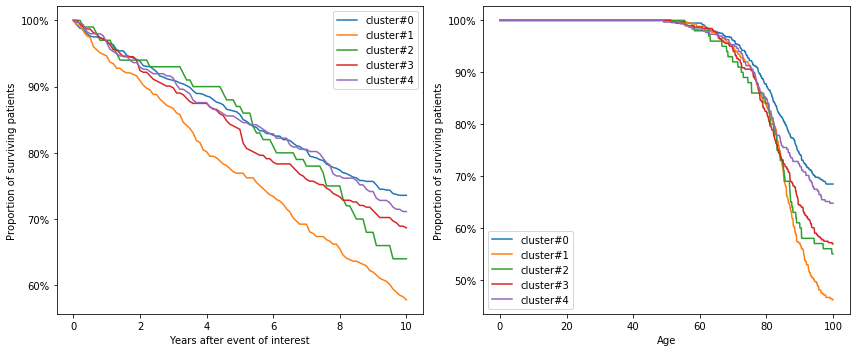 100%
90%
80%
70%
60%
Proportion of surviving patients
0
2
4
6
8
10
Years after event of interest
cluster#0
cluster#1
cluster#2
cluster#3
cluster#4
100%
90%
80%
70%
60%
50%
Proportion of surviving patients
0
20
40
60
80
100
Age
cluster#0
cluster#1
cluster#2
cluster#3
cluster#4